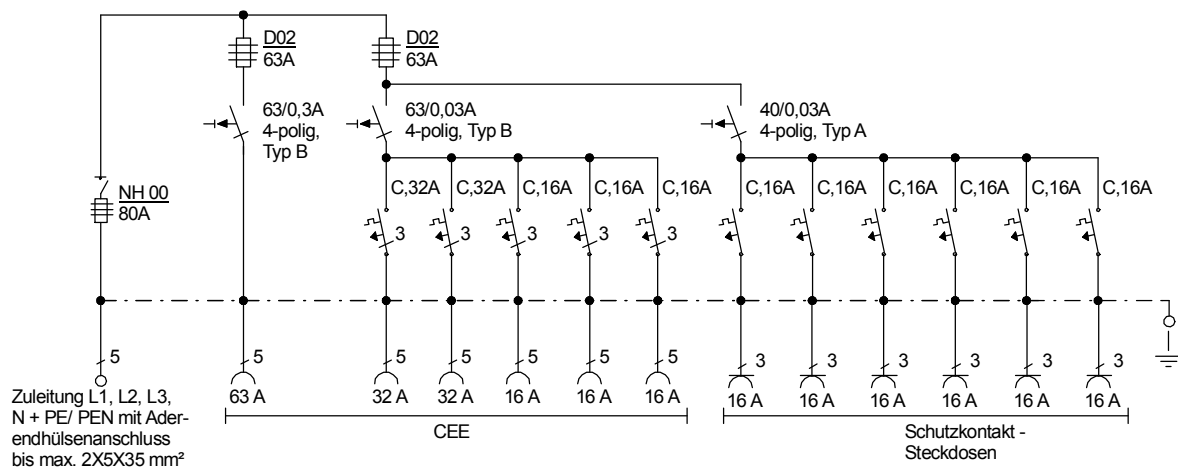 D02
63A
D02
63A
63/0,3A
4-polig,
Typ B
63/0,03A
4-polig, Typ B
40/0,03A
4-polig, Typ A
NH 00
80A
C,32A
C,32A
C,16A
C,16A
C,16A
C,16A
C,16A
C,16A
C,16A
C,16A
C,16A
3
3
3
3
3
5
5
5
5
5
5
5
3
3
3
3
3
3
63 A
32 A
32 A
16 A
16 A
16 A
16 A
16 A
16 A
16 A
16 A
16 A
Zuleitung L1, L2, L3,
N + PE/ PEN mit Ader-
endhülsenanschluss
bis max. 2X5X35 mm²
CEE
Schutzkontakt -
Steckdosen